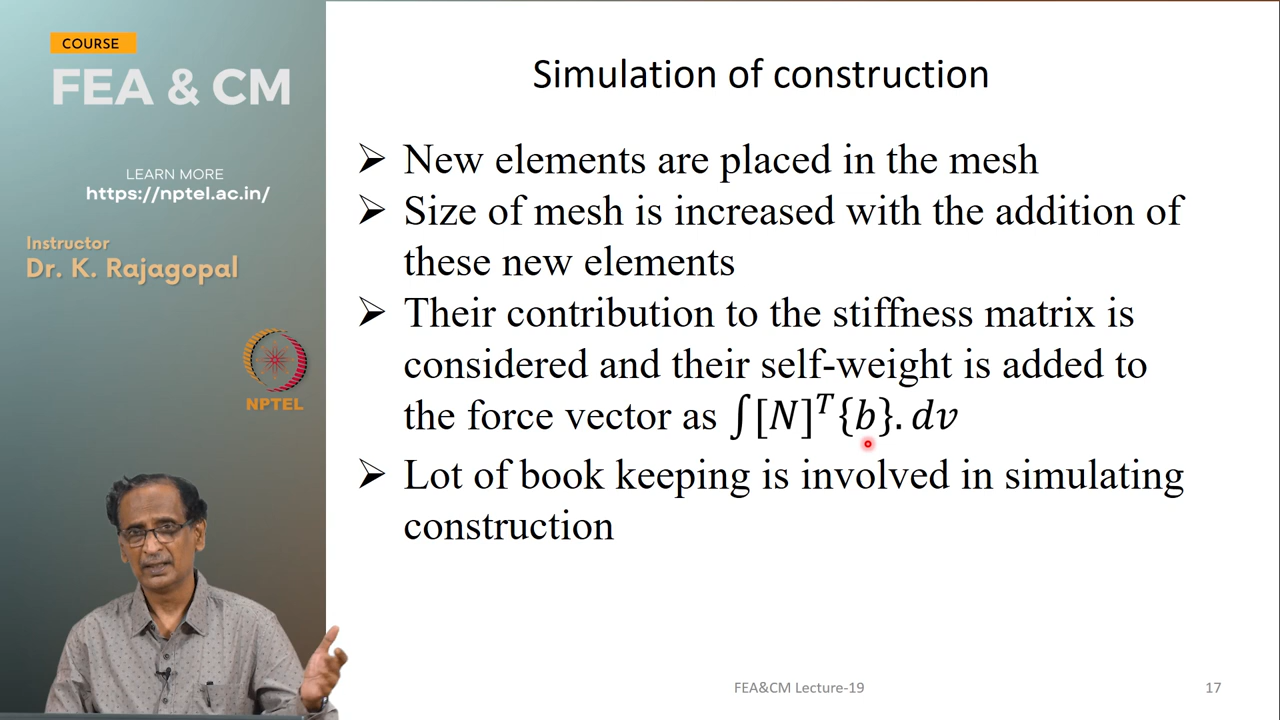 COURSE
FEA & CM
LEARN MORE
https://nptel.ac.in/
Instructor
Dr. K. Rajagopal
NPTEL
Simulation of construction
➢ New elements are placed in the mesh
➢ Size of mesh is increased with the addition of
these new elements
➢ Their contribution to the stiffness matrix is
considered and their self-weight is added to
the force vector as ∫[N]ᵀ{b}.dv
➢ Lot of book keeping is involved in simulating
construction
FEA&CM Lecture-19
17